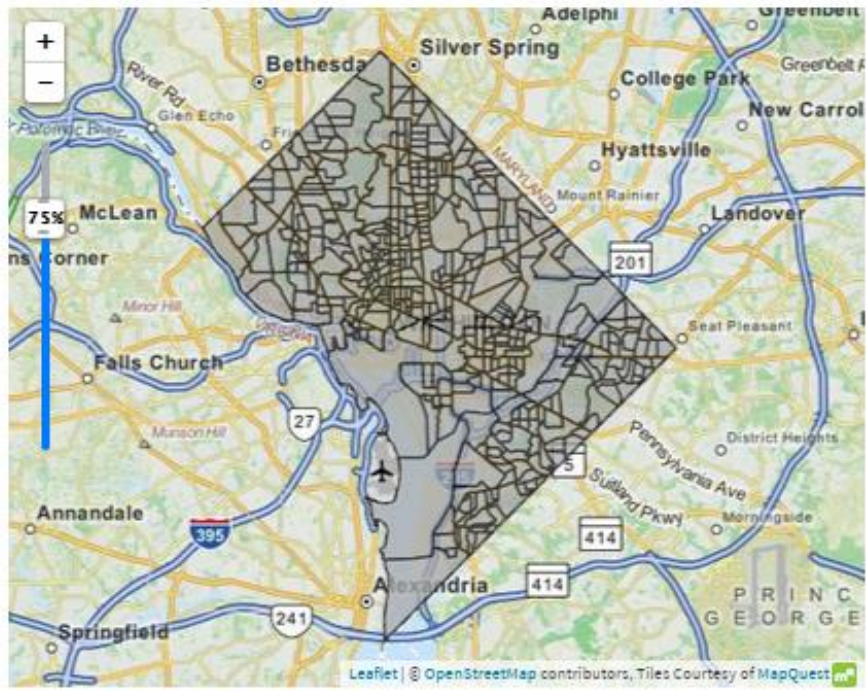 Adelphi
Greenbelt
+
Silver Spring
−
Bethesda
Greenbelt
River Rd
College Park
New Carrol
Glen Echo
Potomac River
Hyattsville
MARYLAND
75%
McLean
Mount Rainier
Landover
ns Corner
201
Minor Hill
VIRGINIA
Seat Pleasant
Falls Church
27
Munson Hill
District Heights
Pennsylvania Ave
5
Suitland Pkwy
Annandale
395
Morningside
414
Alexandria
414
PRINC
GEORGE
241
Springfield
Leaflet | © OpenStreetMap contributors, Tiles Courtesy of MapQuest m